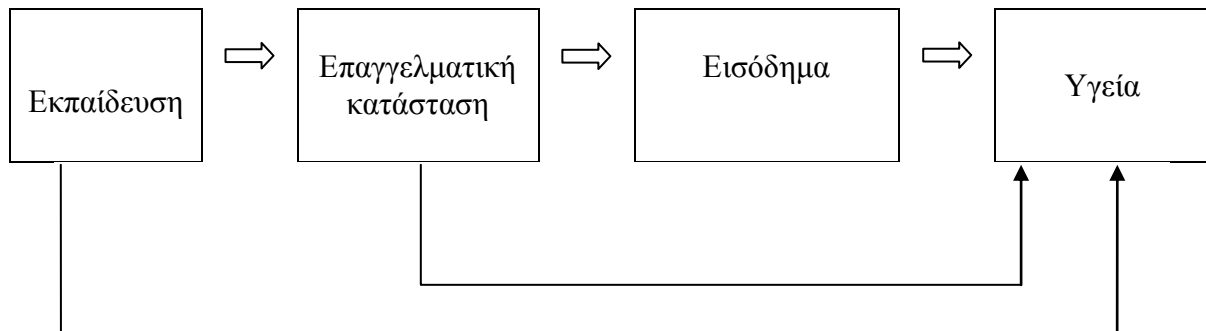 Εκπαίδευση
Επαγγελματική
κατάσταση
Εισόδημα
Υγεία